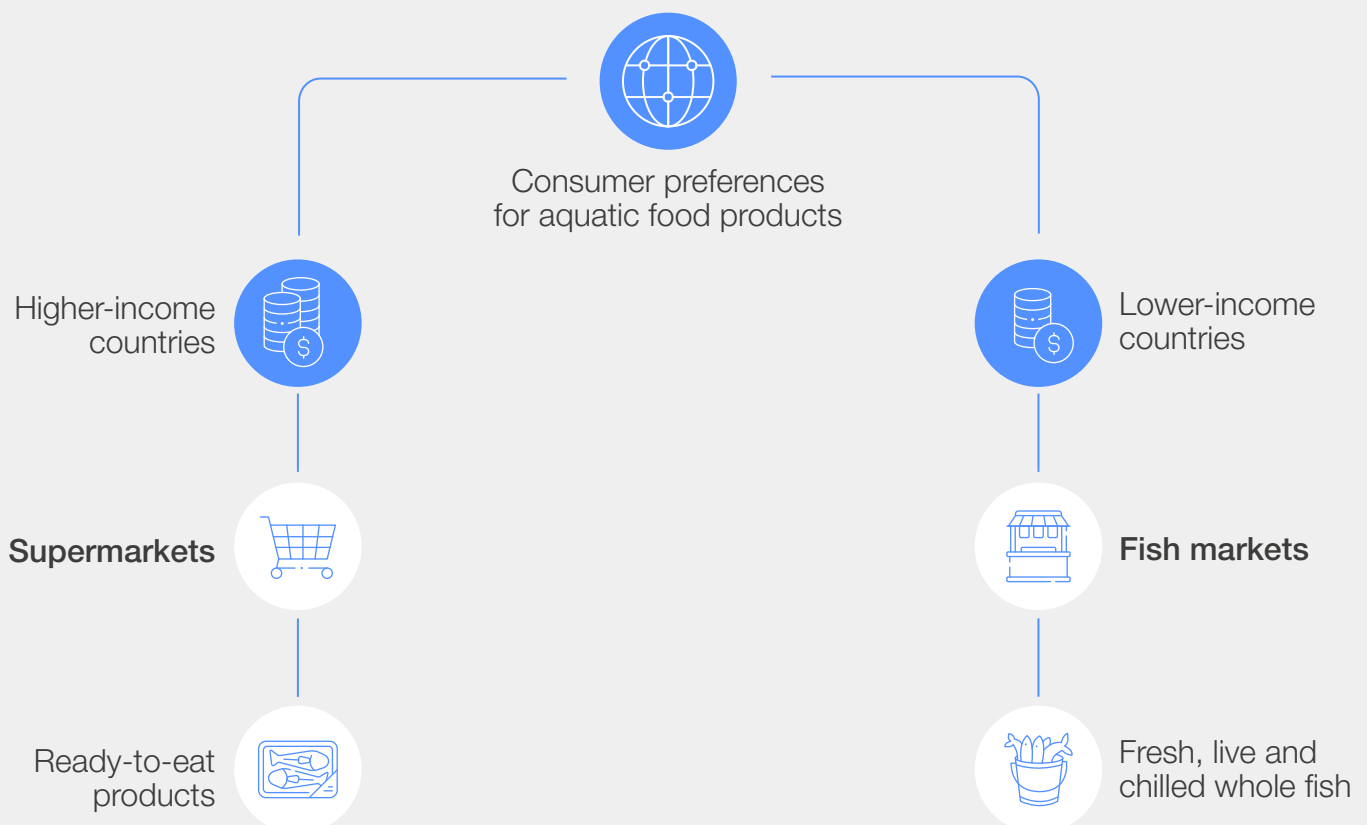 Consumer preferences
for aquatic food products
Higher-income
countries
Lower-income
countries
Supermarkets
Fish markets
Ready-to-eat
products
Fresh, live and
chilled whole fish